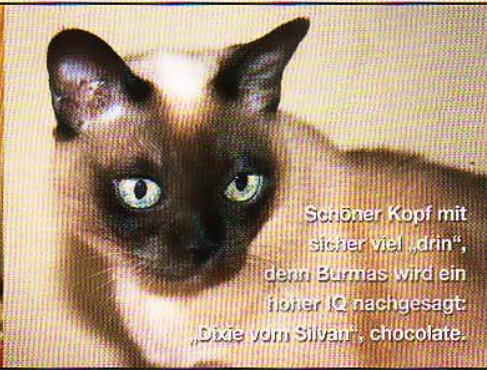 Schöner Kopf mit
sicher viel „drin“,
denn Burmas wird ein
hoher IQ nachgesagt:
„Dixie vom Silvan“, chocolate.